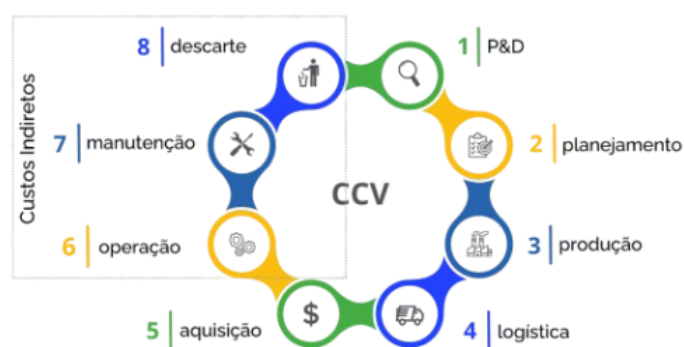 8 descarte
1 P&D
Custos Indiretos
7 manutenção
2 planejamento
CCV
6 operação
3 produção
$
5 aquisição
4 logística